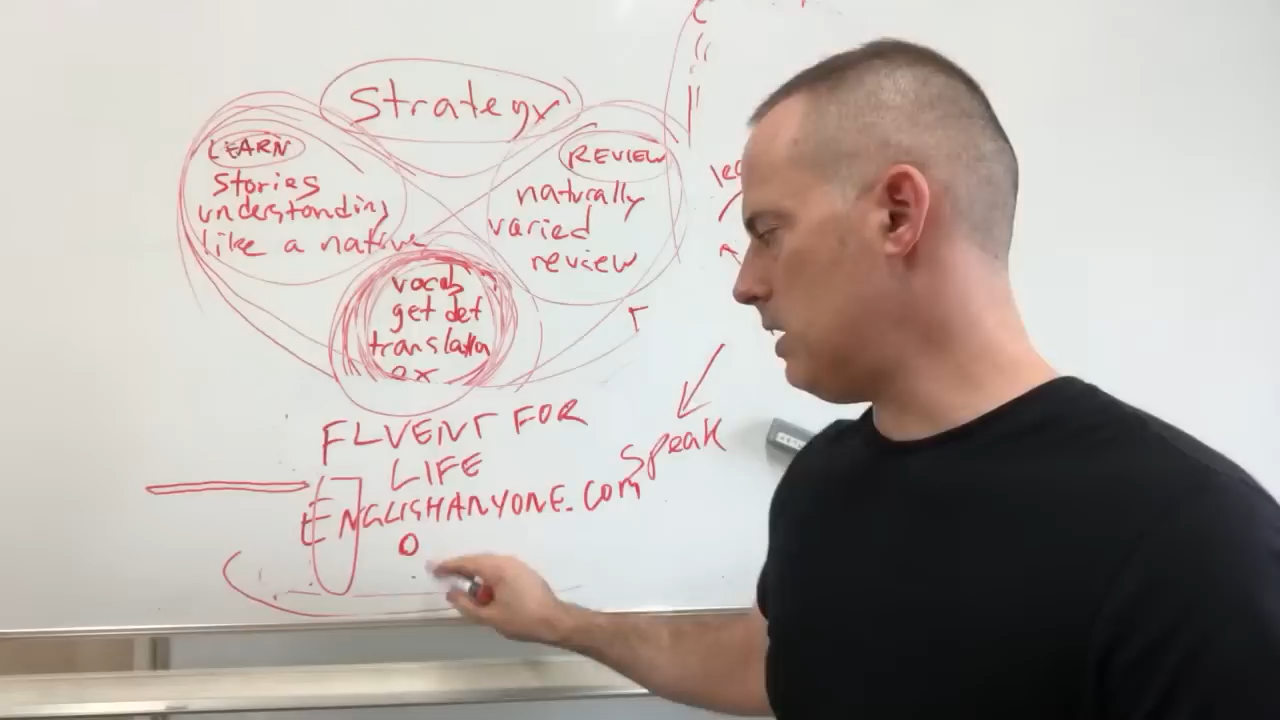 Strategy
LEARN
stories
understanding
like a native
REVIEW
naturally
varied
review
vocab
get def
translation
ex
FLUENT FOR
LIFE
ENGLISHANYONE.COM
speak